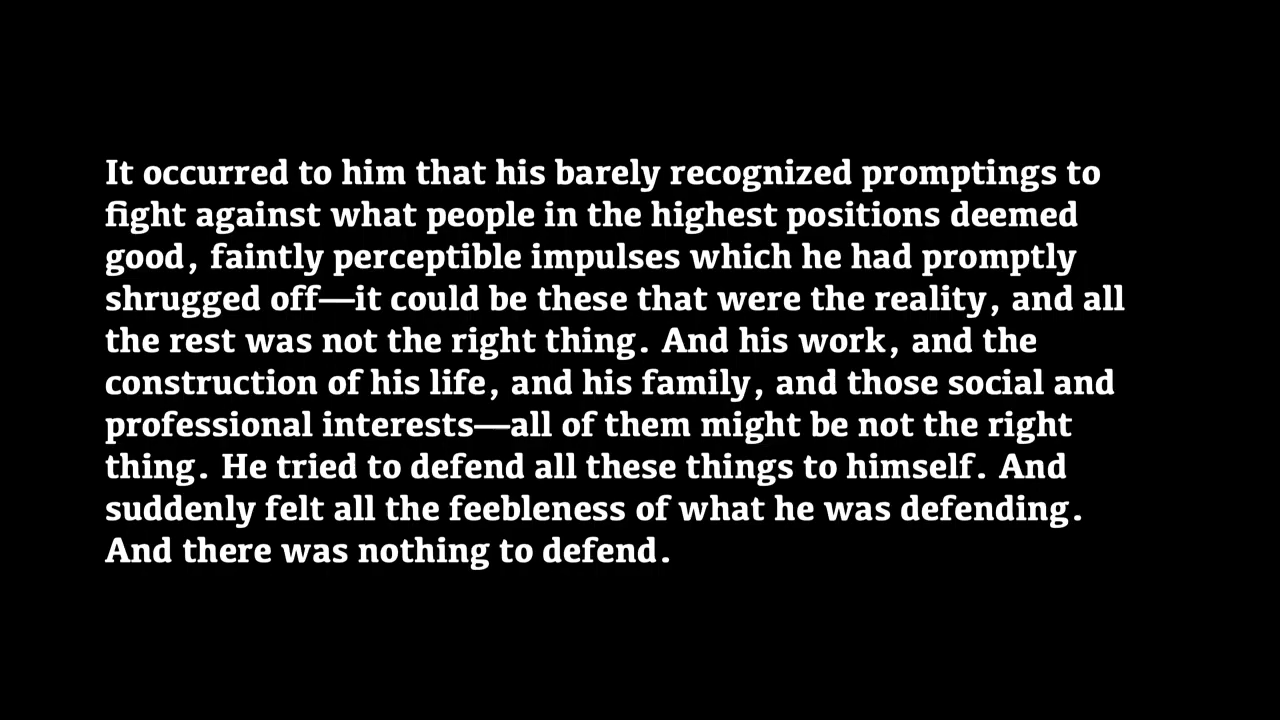 It occurred to him that his barely recognized promptings to
fight against what people in the highest positions deemed
good, faintly perceptible impulses which he had promptly
shrugged off—it could be these that were the reality, and all
the rest was not the right thing. And his work, and the
construction of his life, and his family, and those social and
professional interests—all of them might be not the right
thing. He tried to defend all these things to himself. And
suddenly felt all the feebleness of what he was defending.
And there was nothing to defend.